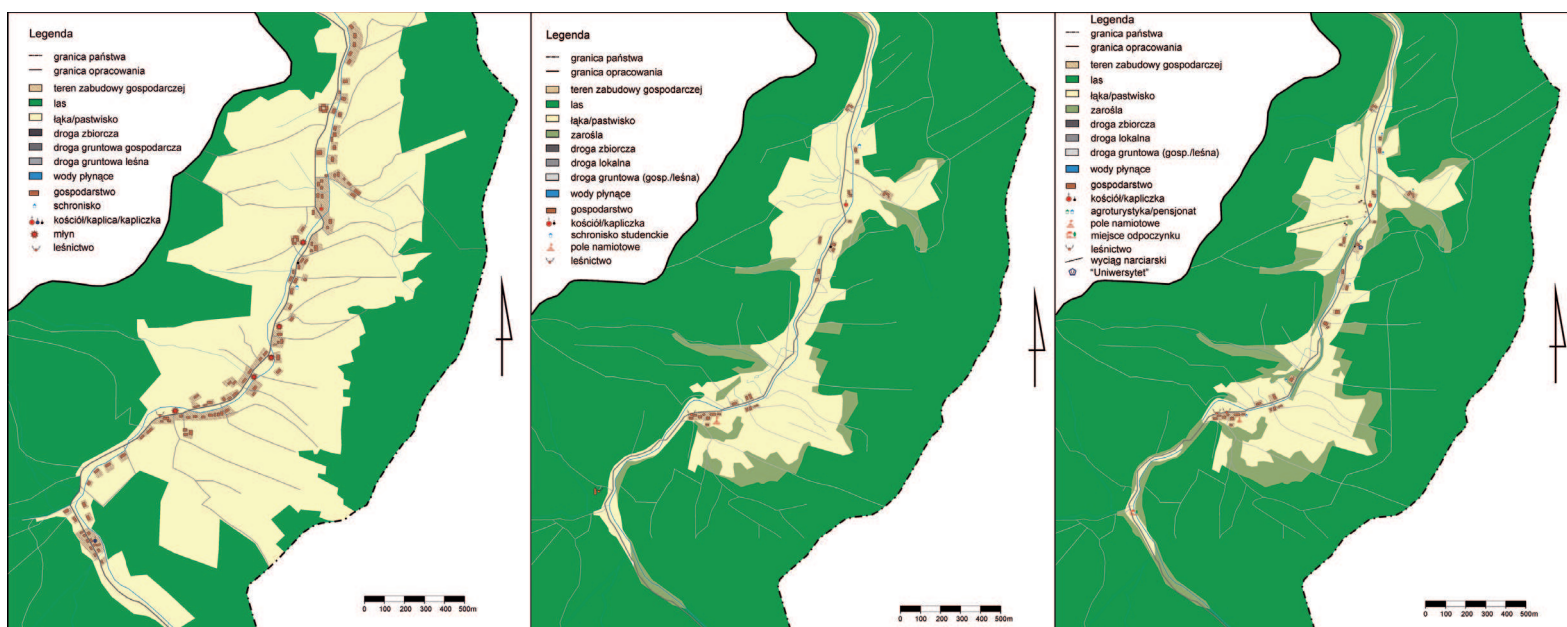 Legenda
granica państwa
granica opracowania
teren zabudowy gospodarczej
las
łąka/pastwisko
droga zbiorcza
droga gruntowa gospodarcza
droga gruntowa leśna
wody płynące
gospodarstwo
schronisko
kościół/kaplica/kapliczka
młyn
leśnictwo
0 100 200 300 400 500m
Legenda
granica państwa
granica opracowania
teren zabudowy gospodarczej
las
łąka/pastwisko
zarośla
droga zbiorcza
droga lokalna
droga gruntowa (gosp./leśna)
wody płynące
gospodarstwo
kościół/kapliczka
schronisko studenckie
pole namiotowe
leśnictwo
0 100 200 300 400 500m
Legenda
granica państwa
granica opracowania
teren zabudowy gospodarczej
las
łąka/pastwisko
zarośla
droga zbiorcza
droga lokalna
droga gruntowa (gosp./leśna)
wody płynące
gospodarstwo
kościół/kapliczka
agroturystyka/pensjonat
pole namiotowe
miejsce odpoczynku
leśnictwo
wyciąg narciarski
"Uniwersytet"
0 100 200 300 400 500m